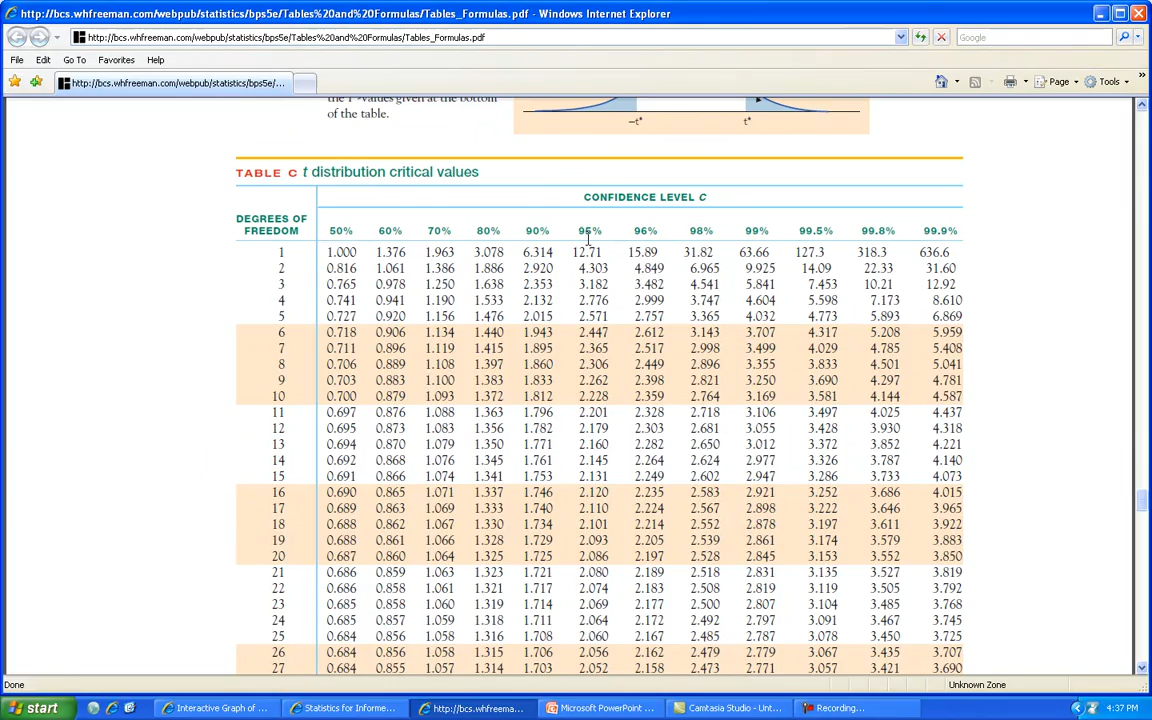 http://bcs.whfreeman.com/webpub/statistics/bps5e/Tables%20and%20Formulas/Tables_Formulas.pdf - Windows Internet Explorer
http://bcs.whfreeman.com/webpub/statistics/bps5e/Tables%20and%20Formulas/Tables_Formulas.pdf
Google
File Edit Go To Favorites Help
http://bcs.whfreeman.com/webpub/statistics/bps5e/...
Page Tools
of the table.
-t* t*
TABLE C t distribution critical values
CONFIDENCE LEVEL C
DEGREES OF
FREEDOM 50% 60% 70% 80% 90% 95% 96% 98% 99% 99.5% 99.8% 99.9%
1 1.000 1.376 1.963 3.078 6.314 12.71 15.89 31.82 63.66 127.3 318.3 636.6
2 0.816 1.061 1.386 1.886 2.920 4.303 4.849 6.965 9.925 14.09 22.33 31.60
3 0.765 0.978 1.250 1.638 2.353 3.182 3.482 4.541 5.841 7.453 10.21 12.92
4 0.741 0.941 1.190 1.533 2.132 2.776 2.999 3.747 4.604 5.598 7.173 8.610
5 0.727 0.920 1.156 1.476 2.015 2.571 2.757 3.365 4.032 4.773 5.893 6.869
6 0.718 0.906 1.134 1.440 1.943 2.447 2.612 3.143 3.707 4.317 5.208 5.959
7 0.711 0.896 1.119 1.415 1.895 2.365 2.517 2.998 3.499 4.029 4.785 5.408
8 0.706 0.889 1.108 1.397 1.860 2.306 2.449 2.896 3.355 3.833 4.501 5.041
9 0.703 0.883 1.100 1.383 1.833 2.262 2.398 2.821 3.250 3.690 4.297 4.781
10 0.700 0.879 1.093 1.372 1.812 2.228 2.359 2.764 3.169 3.581 4.144 4.587
11 0.697 0.876 1.088 1.363 1.796 2.201 2.328 2.718 3.106 3.497 4.025 4.437
12 0.695 0.873 1.083 1.356 1.782 2.179 2.303 2.681 3.055 3.428 3.930 4.318
13 0.694 0.870 1.079 1.350 1.771 2.160 2.282 2.650 3.012 3.372 3.852 4.221
14 0.692 0.868 1.076 1.345 1.761 2.145 2.264 2.624 2.977 3.326 3.787 4.140
15 0.691 0.866 1.074 1.341 1.753 2.131 2.249 2.602 2.947 3.286 3.733 4.073
16 0.690 0.865 1.071 1.337 1.746 2.120 2.235 2.583 2.921 3.252 3.686 4.015
17 0.689 0.863 1.069 1.333 1.740 2.110 2.224 2.567 2.898 3.222 3.646 3.965
18 0.688 0.862 1.067 1.330 1.734 2.101 2.214 2.552 2.878 3.197 3.611 3.922
19 0.688 0.861 1.066 1.328 1.729 2.093 2.205 2.539 2.861 3.174 3.579 3.883
20 0.687 0.860 1.064 1.325 1.725 2.086 2.197 2.528 2.845 3.153 3.552 3.850
21 0.686 0.859 1.063 1.323 1.721 2.080 2.189 2.518 2.831 3.135 3.527 3.819
22 0.686 0.858 1.061 1.321 1.717 2.074 2.183 2.508 2.819 3.119 3.505 3.792
23 0.685 0.858 1.060 1.319 1.714 2.069 2.177 2.500 2.807 3.104 3.485 3.768
24 0.685 0.857 1.059 1.318 1.711 2.064 2.172 2.492 2.797 3.091 3.467 3.745
25 0.684 0.856 1.058 1.316 1.708 2.060 2.167 2.485 2.787 3.078 3.450 3.725
26 0.684 0.856 1.058 1.315 1.706 2.056 2.162 2.479 2.779 3.067 3.435 3.707
27 0.684 0.855 1.057 1.314 1.703 2.052 2.158 2.473 2.771 3.057 3.421 3.690
Done Unknown Zone
start Interactive Graph of ... Statistics for Informe... http://bcs.whfreema... Microsoft PowerPoint ... Camtasia Studio - Unt... Recording... 4:37 PM